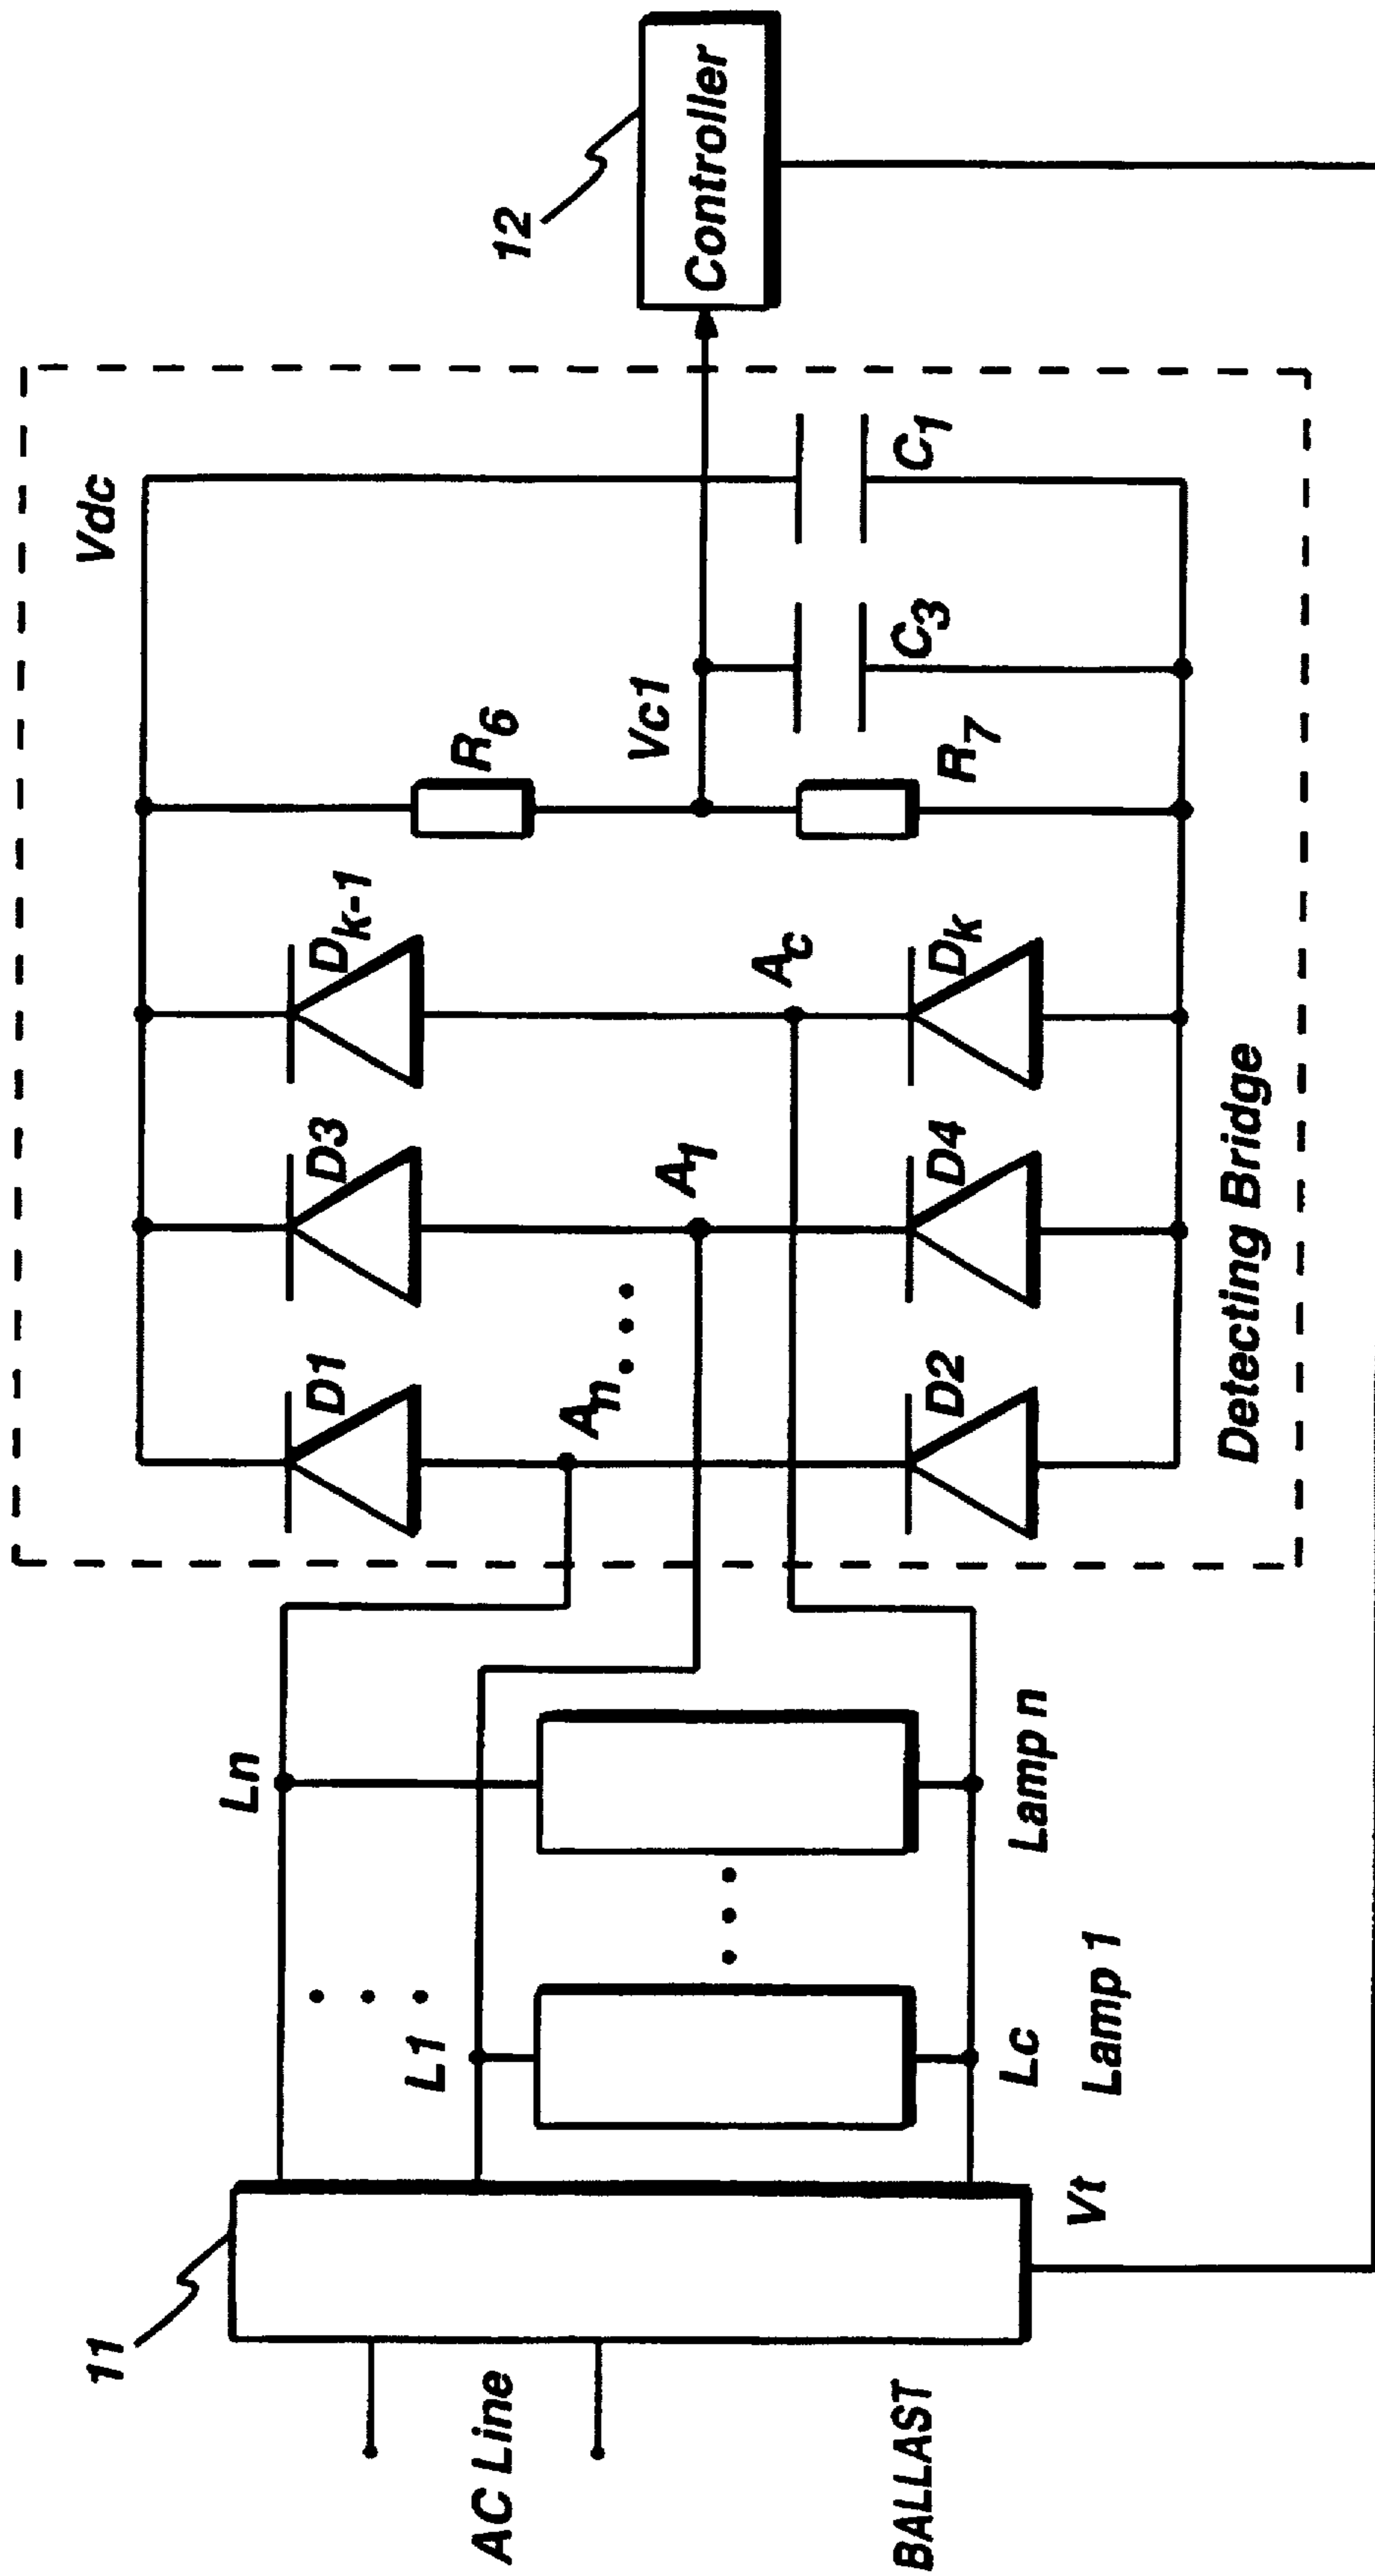 11
AC Line
BALLAST
Vt
Ln
L1
Lc
Lamp 1
Lamp n
Vdc
D1
D3
Dk-1
An
A1
Ac
D2
D4
Dk
R6
Vc1
R7
C3
C1
Detecting Bridge
12
Controller